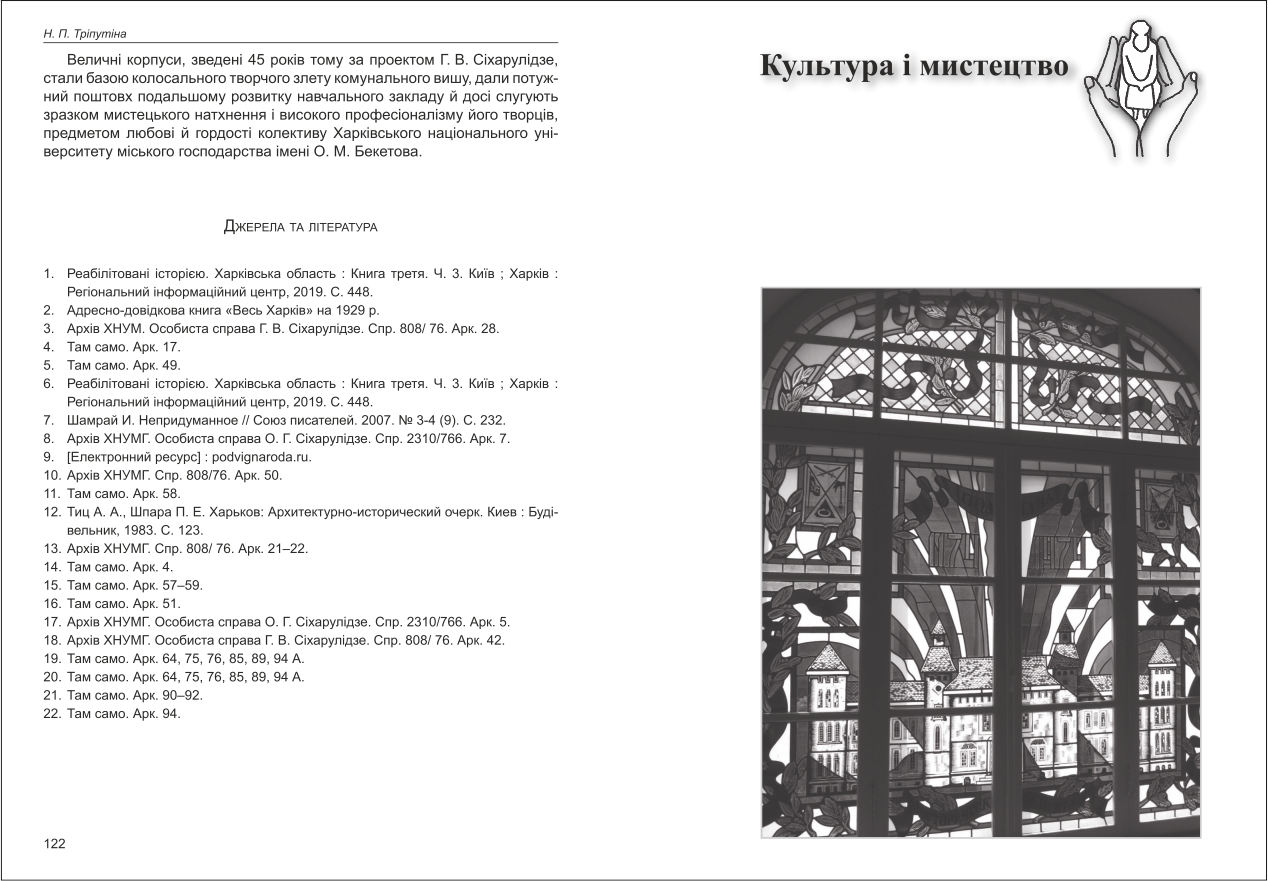 Н. П. Тріпутіна
Величні корпуси, зведені 45 років тому за проектом Г. В. Сіхарулідзе,
стали базою колосального творчого злету комунального вишу, дали потуж-
ний поштовх подальшому розвитку навчального закладу й досі слугують
зразком мистецького натхнення і високого професіоналізму його творців,
предметом любові й гордості колективу Харківського національного уні-
верситету міського господарства імені О. М. Бекетова.
Джерела та література
1. Реабілітовані історією. Харківська область : Книга третя. Ч. 3. Київ ; Харків :
Регіональний інформаційний центр, 2019. С. 448.
2. Адресно-довідкова книга «Весь Харків» на 1929 р.
3. Архів ХНУМ. Особиста справа Г. В. Сіхарулідзе. Спр. 808/ 76. Арк. 28.
4. Там само. Арк. 17.
5. Там само. Арк. 49.
6. Реабілітовані історією. Харківська область : Книга третя. Ч. 3. Київ ; Харків :
Регіональний інформаційний центр, 2019. С. 448.
7. Шамрай И. Непридуманное // Союз писателей. 2007. № 3-4 (9). С. 232.
8. Архів ХНУМГ. Особиста справа О. Г. Сіхарулідзе. Спр. 2310/766. Арк. 7.
9. [Електронний ресурс] : podvignaroda.ru.
10. Архів ХНУМГ. Спр. 808/76. Арк. 50.
11. Там само. Арк. 58.
12. Тиц А. А., Шпара П. Е. Харьков: Архитектурно-исторический очерк. Киев : Буді-
вельник, 1983. С. 123.
13. Архів ХНУМГ. Спр. 808/ 76. Арк. 21–22.
14. Там само. Арк. 4.
15. Там само. Арк. 57–59.
16. Там само. Арк. 51.
17. Архів ХНУМГ. Особиста справа О. Г. Сіхарулідзе. Спр. 2310/766. Арк. 5.
18. Архів ХНУМГ. Особиста справа Г. В. Сіхарулідзе. Спр. 808/ 76. Арк. 42.
19. Там само. Арк. 64, 75, 76, 85, 89, 94 А.
20. Там само. Арк. 64, 75, 76, 85, 89, 94 А.
21. Там само. Арк. 90–92.
22. Там само. Арк. 94.
122
Культура і мистецтво